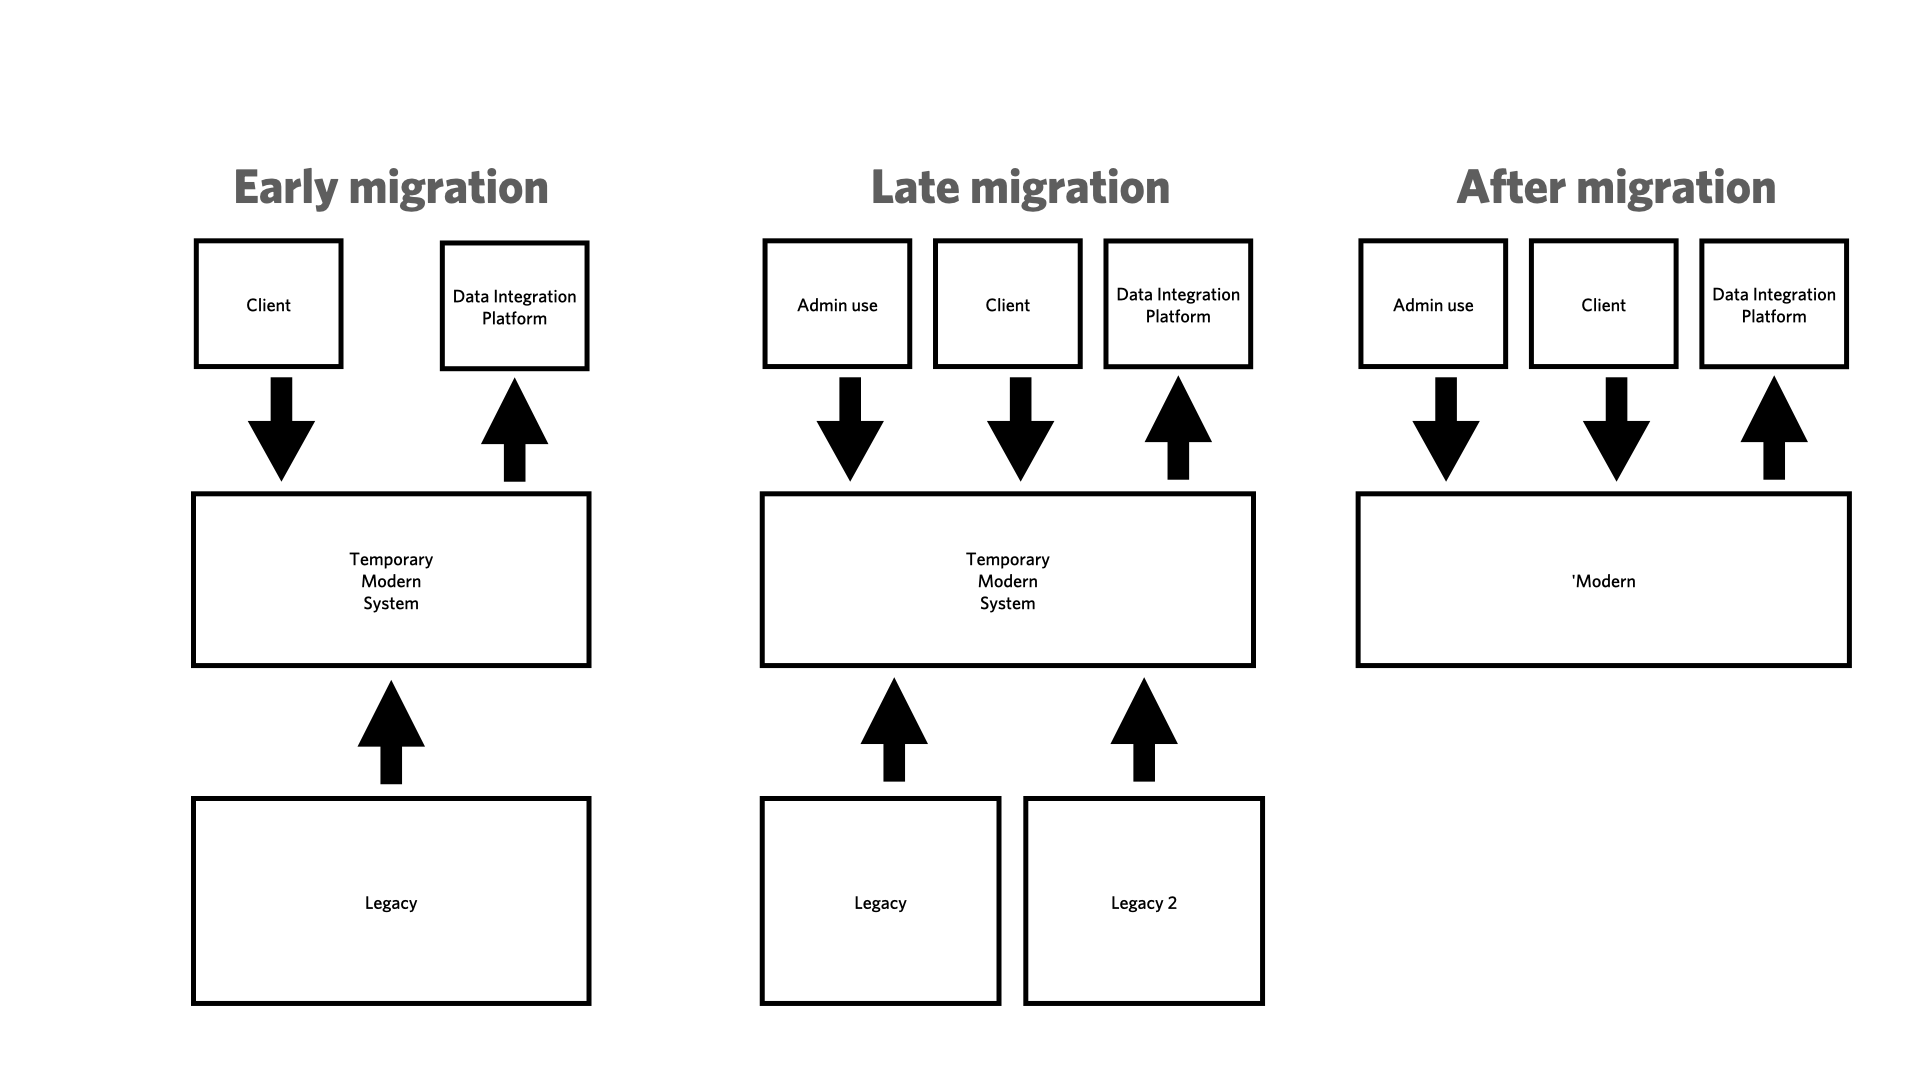 Early migration
Late migration
After migration
Client
Data Integration
Platform
Admin use
Client
Data Integration
Platform
Admin use
Client
Data Integration
Platform
Temporary
Modern
System
Temporary
Modern
System
'Modern
Legacy
Legacy
Legacy 2